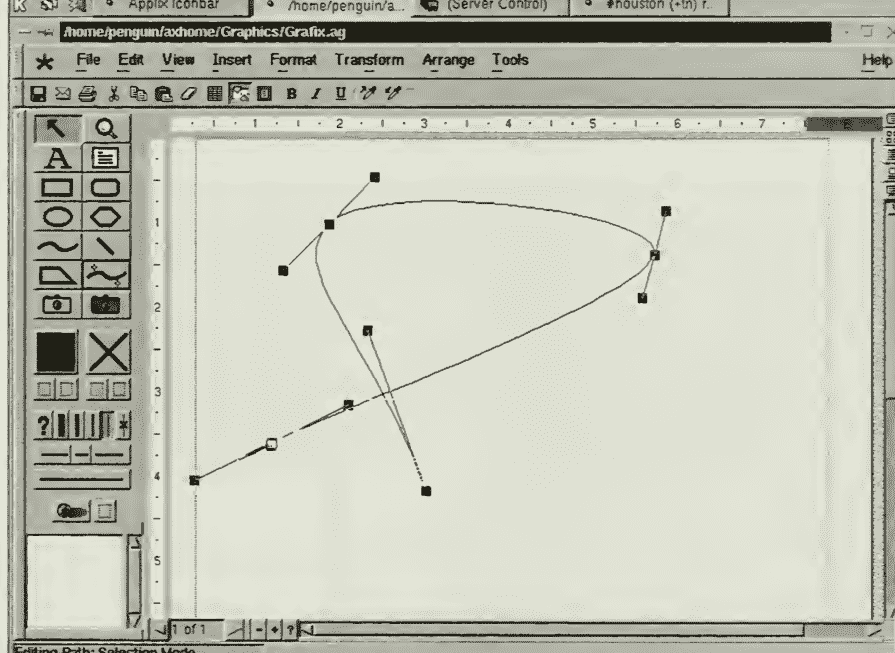 Applix Iconbar /home/penguin/a... (Server Control) #houston (+tn) r..
/home/penguin/axhome/Graphics/Grafix.ag
File Edit View Insert Format Transform Arrange Tools Help
B I U
1 2 3 4 5 6 7 8
A
1
2
3
4
5
?
1 of 1 - + ?
Editing Path: Selection Mode